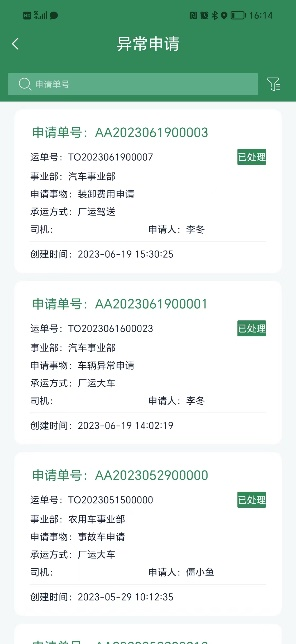 16:14
异常申请
申请单号
申请单号：AA2023061900003
运单号：TO2023061900007 已处理
事业部：汽车事业部
申请事物：装卸费用申请
承运方式：厂运驾送
司机： 申请人：李冬
创建时间：2023-06-19 15:30:25
申请单号：AA2023061900001
运单号：TO2023061600023 已处理
事业部：汽车事业部
申请事物：车辆异常申请
承运方式：厂运大车
司机： 申请人：李冬
创建时间：2023-06-19 14:02:19
申请单号：AA2023052900000
运单号：TO2023051500000 已处理
事业部：农用车事业部
申请事物：事故车申请
承运方式：厂运大车
司机： 申请人：傅小鱼
创建时间：2023-05-29 10:12:35